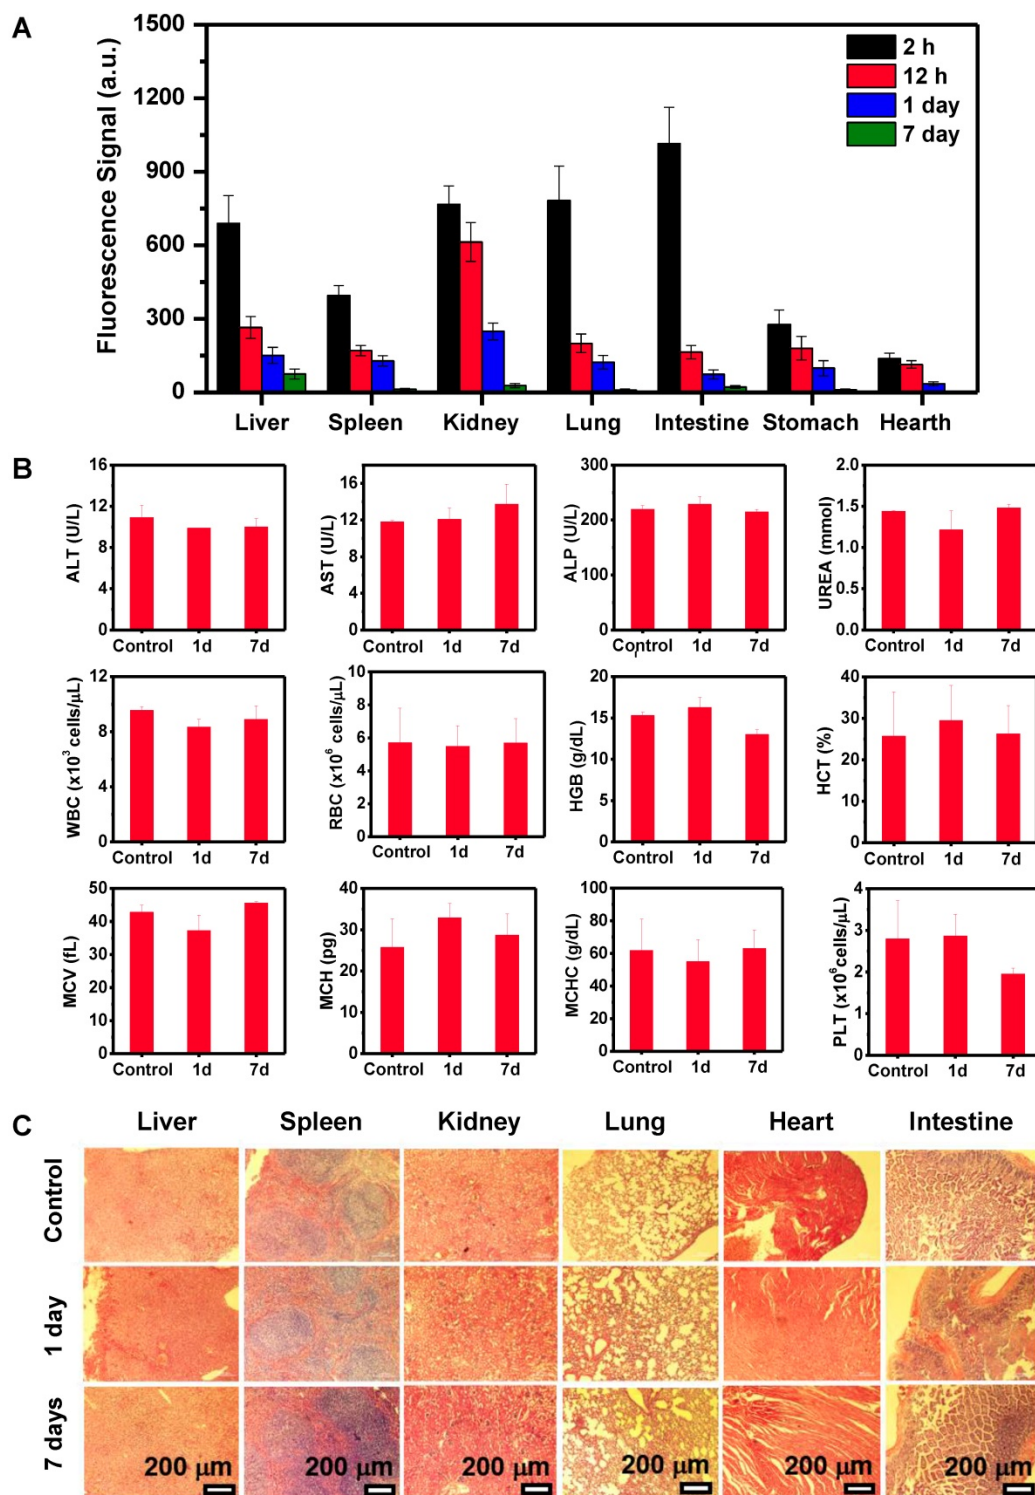 A
1500
1200
900
600
300
0
Fluorescence Signal (a.u.)
2 h
12 h
1 day
7 day
Liver Spleen Kidney Lung Intestine Stomach Hearth
B
16
12
8
4
0
ALT (U/L)
Control 1d 7d
16
12
8
4
0
AST (U/L)
Control 1d 7d
300
200
100
0
ALP (U/L)
Control 1d 7d
2.0
1.5
1.0
0.5
0.0
UREA (mmol)
Control 1d 7d
12
8
4
0
WBC (x10³ cells/μL)
Control 1d 7d
8
6
4
2
0
RBC (x10⁶ cells/μL)
Control 1d 7d
20
15
10
5
0
HGB (g/dL)
Control 1d 7d
40
30
20
10
0
HCT (%)
Control 1d 7d
50
40
30
20
10
0
MCV (fL)
Control 1d 7d
40
30
20
10
0
MCH (pg)
Control 1d 7d
100
80
60
40
20
0
MCHC (g/dL)
Control 1d 7d
4
3
2
1
0
PLT (x10⁶cells/μL)
Control 1d 7d
C
Liver Spleen Kidney Lung Heart Intestine
Control
1 day
7 days
200 μm 200 μm 200 μm 200 μm 200 μm 200 μm